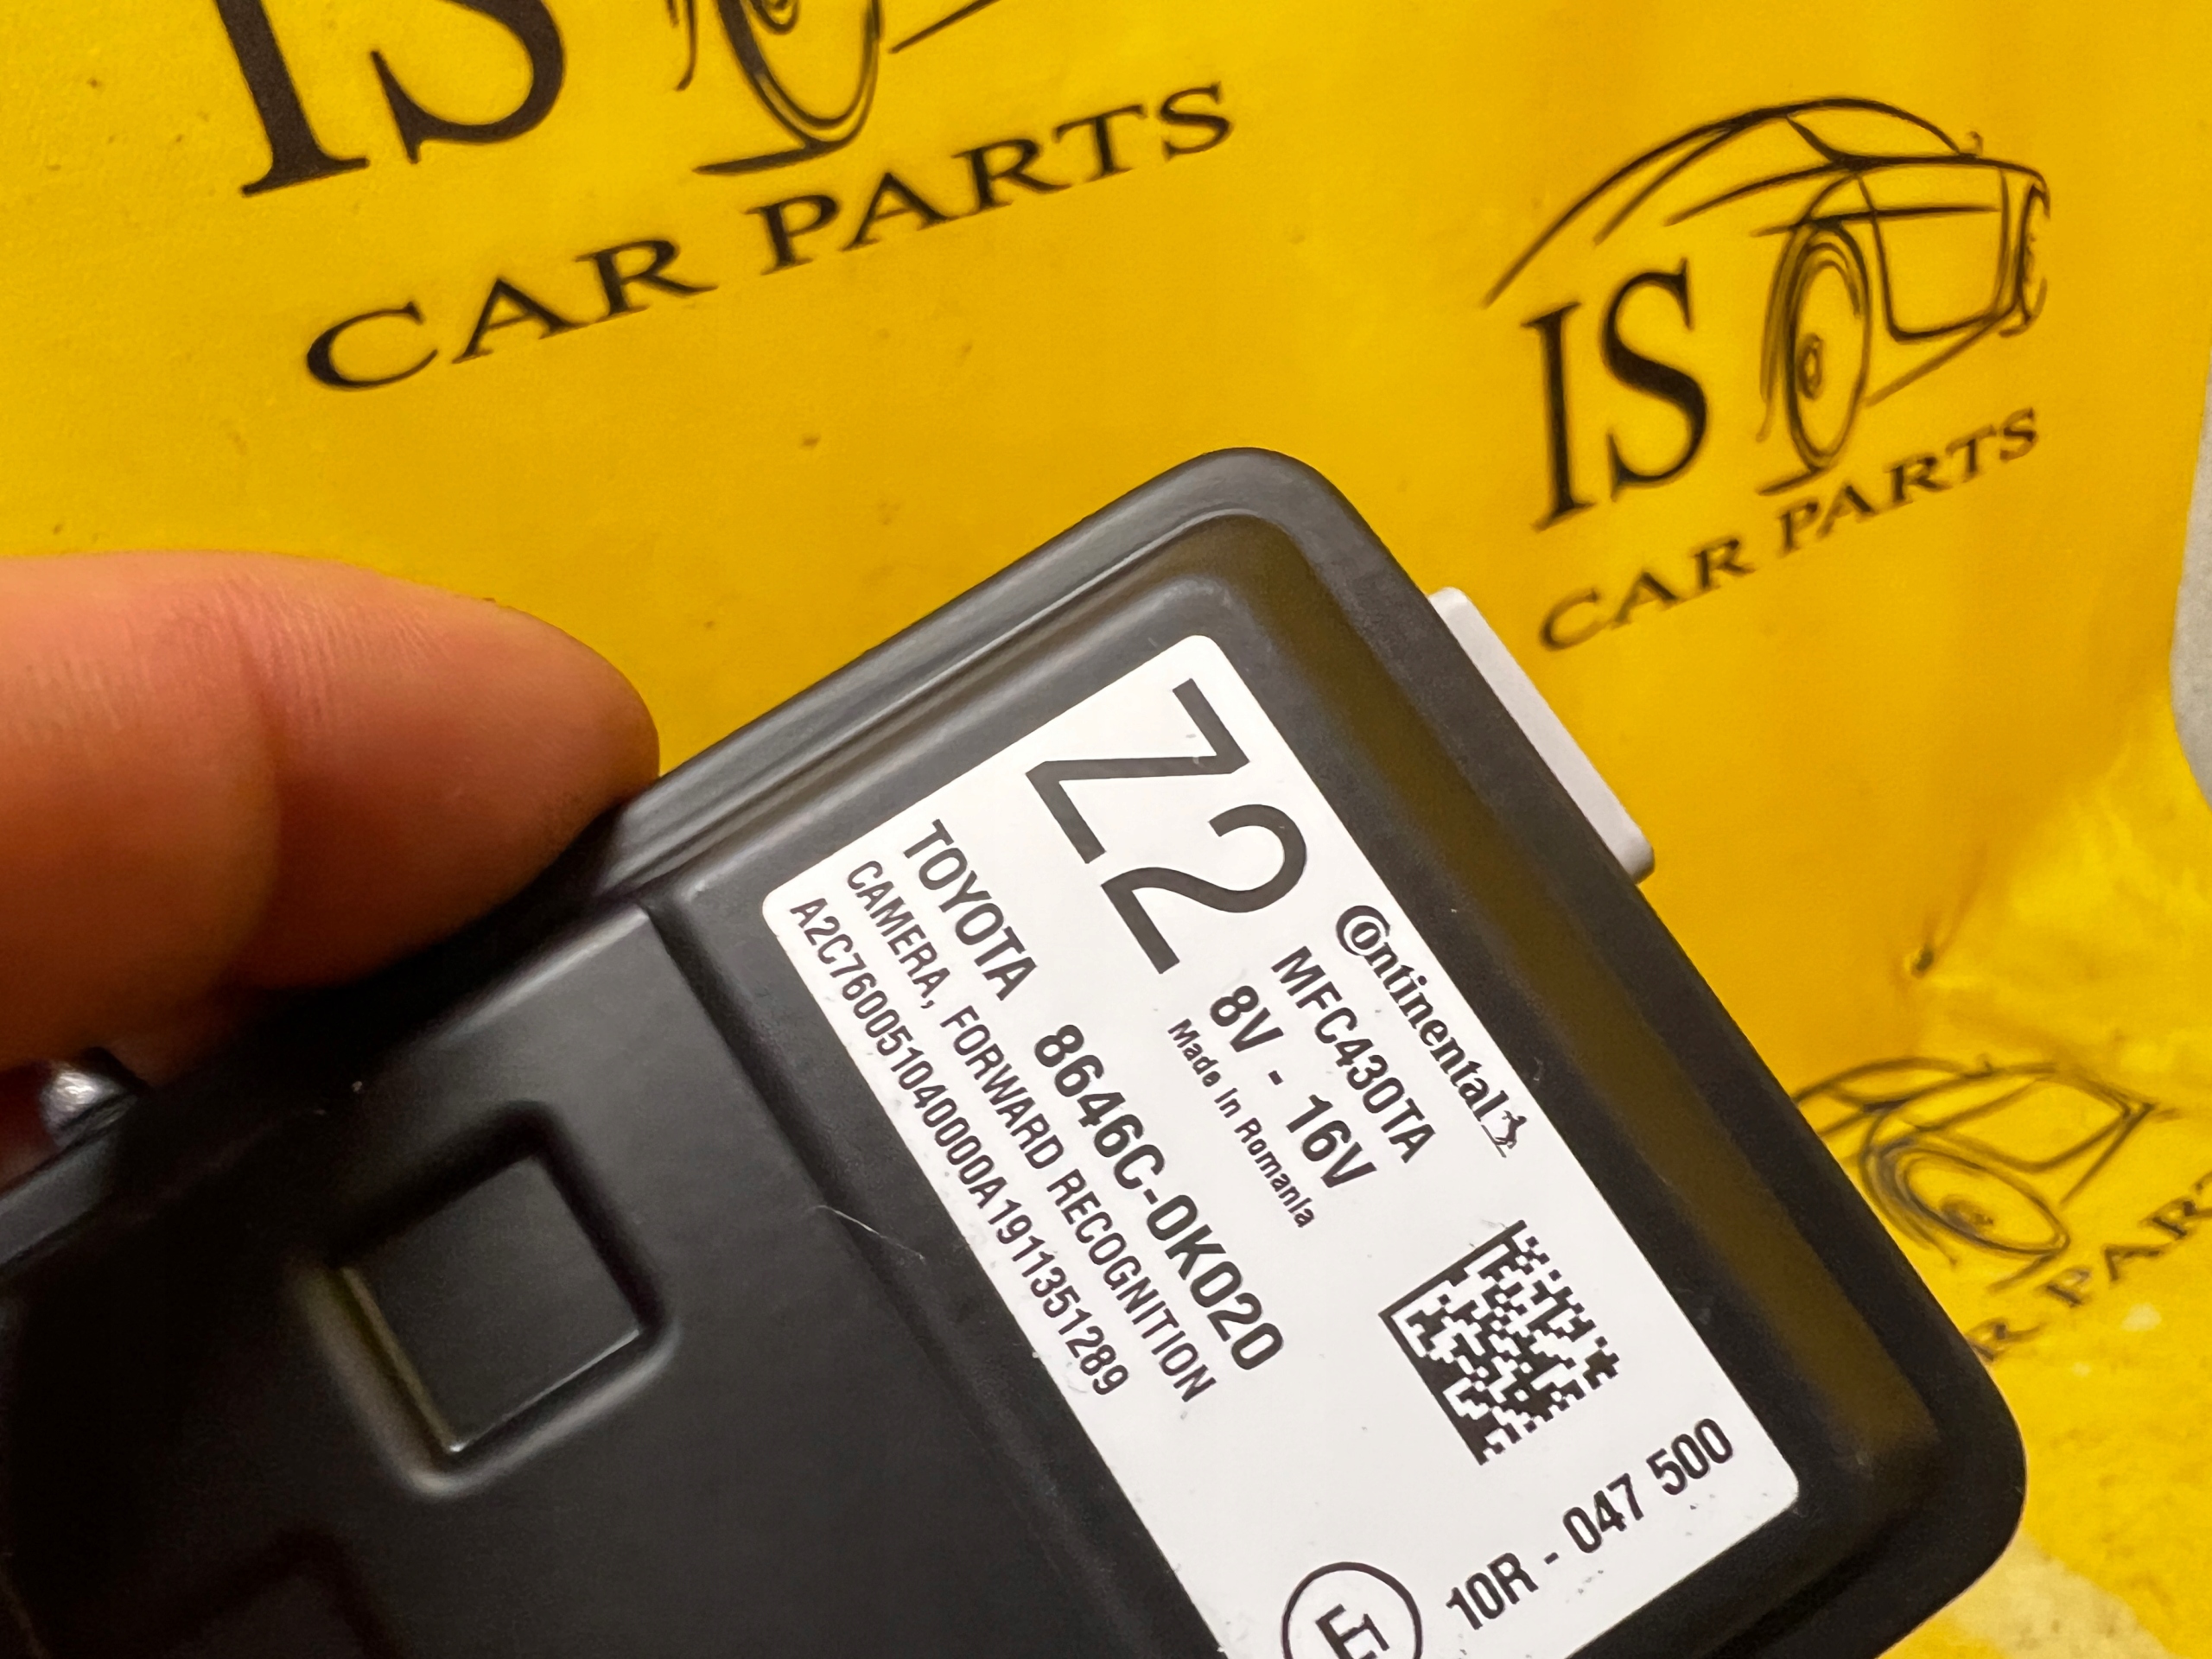 IS
CAR PARTS
IS
CAR PARTS
Z2
Continental
MFC430TA
8V - 16V
Made In Romania
TOYOTA 8646C-0K020
CAMERA, FORWARD RECOGNITION
A2C7600510400000A1911351289
10R - 047 500
E
R PAR